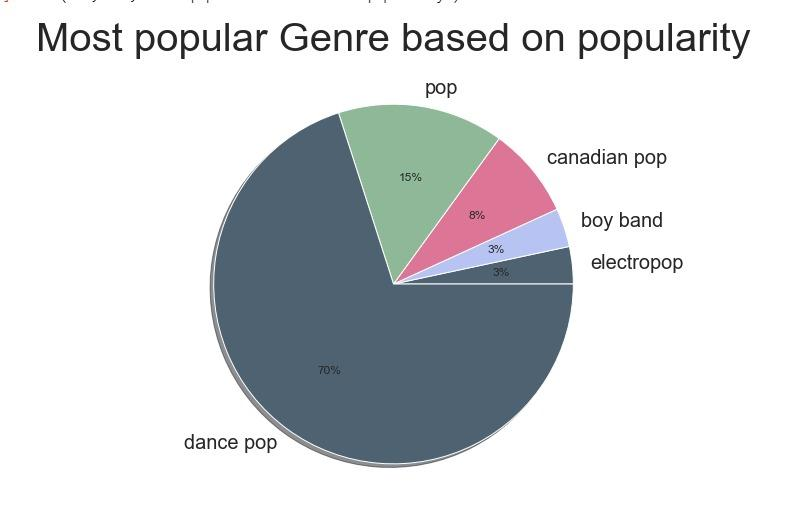 Most popular Genre based on popularity
pop
canadian pop
15%
8%
boy band
3%
electropop
3%
70%
dance pop